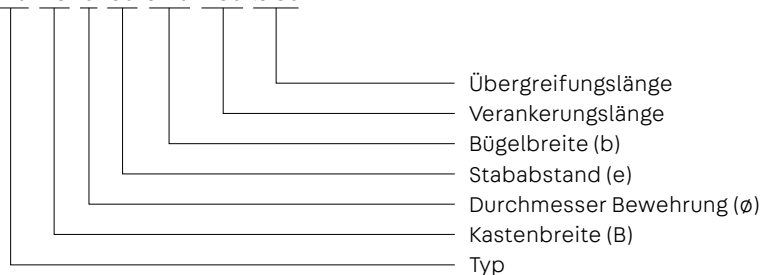 Übergreifungslänge
Verankerungslänge
Bügelbreite (b)
Stababstand (e)
Durchmesser Bewehrung (ø)
Kastenbreite (B)
Typ